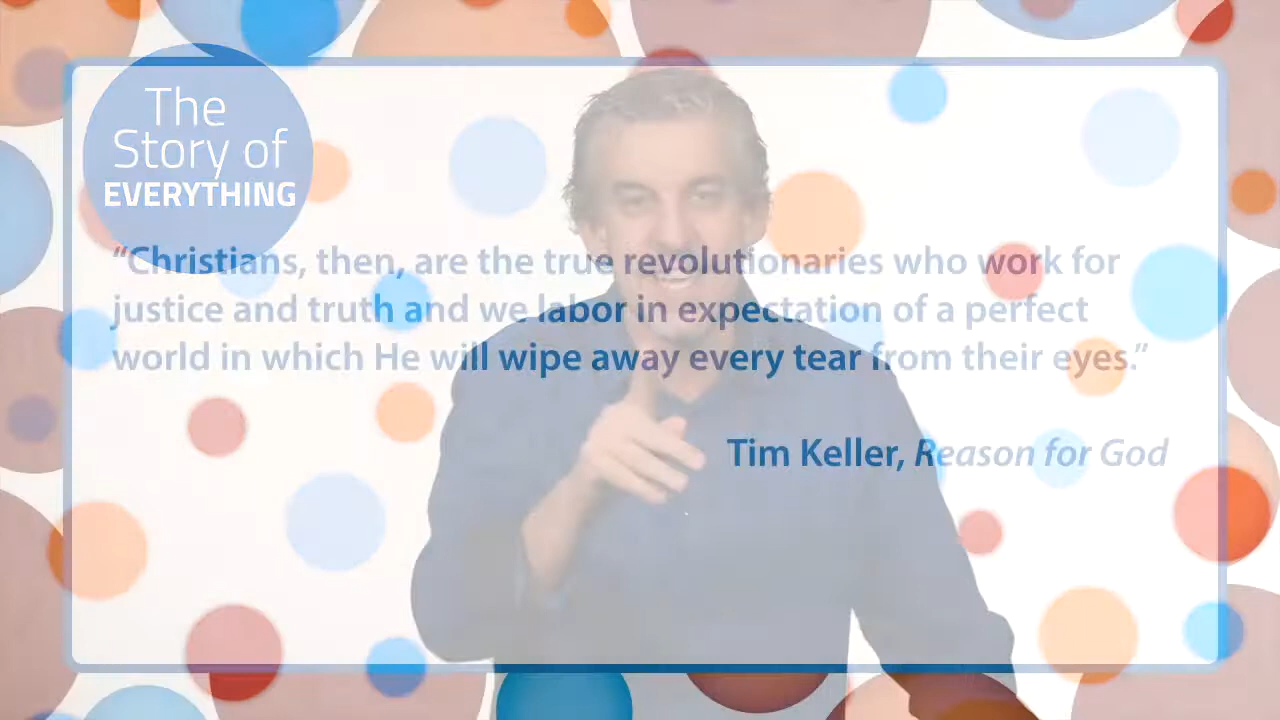 The
Story of
EVERYTHING
“Christians, then, are the true revolutionaries who work for
justice and truth and we labor in expectation of a perfect
world in which He will wipe away every tear from their eyes.”
Tim Keller, Reason for God